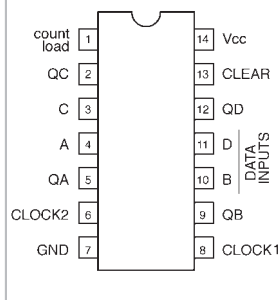 count
load
1
14
Vcc
QC
2
13
CLEAR
C
3
12
QD
A
4
11
D
QA
5
10
B
DATA
INPUTS
CLOCK2
6
9
QB
GND
7
8
CLOCK1